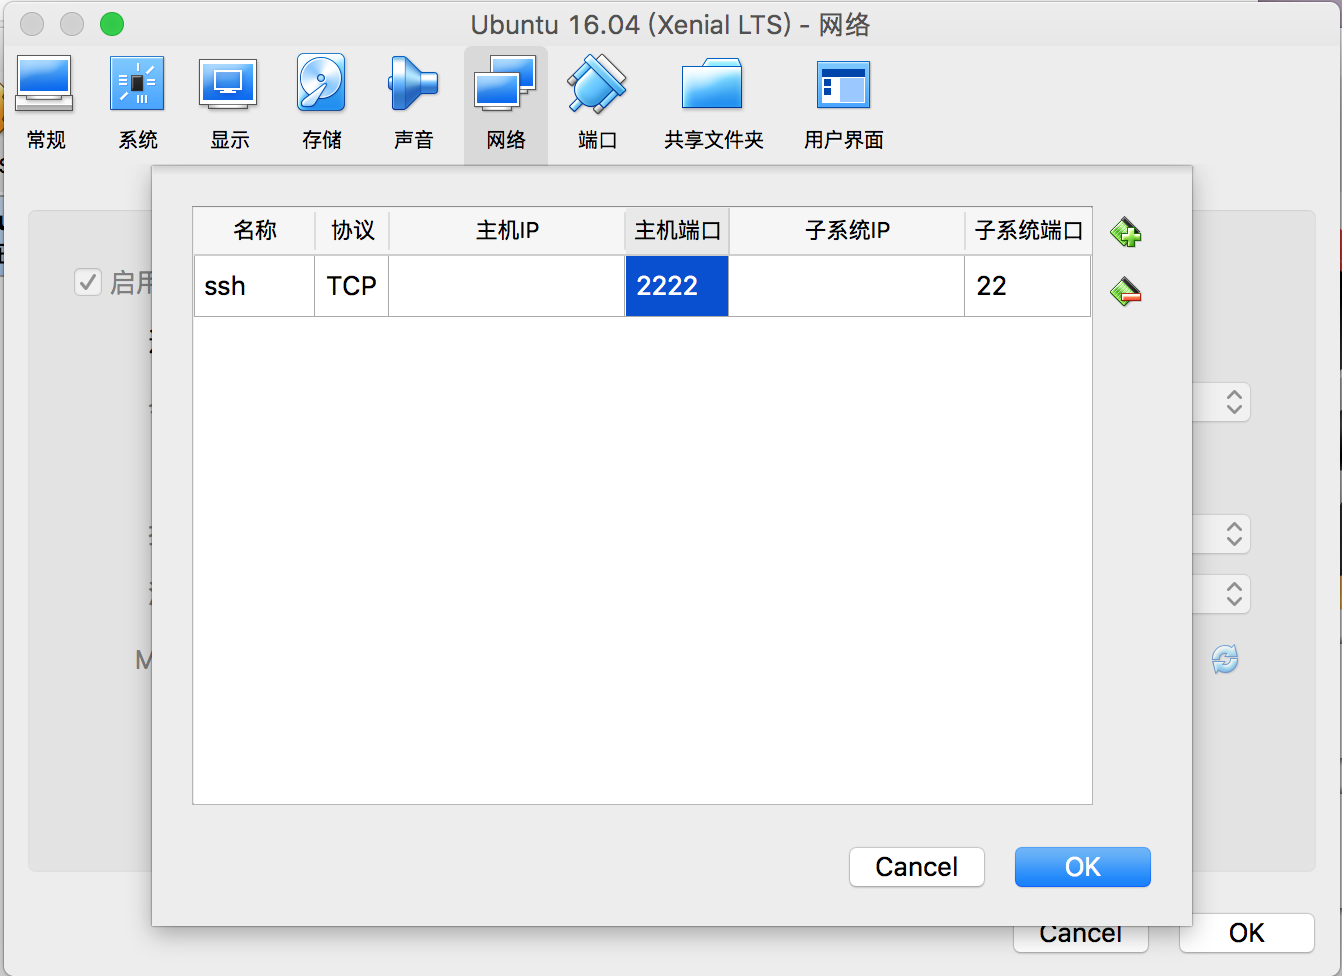 Ubuntu 16.04 (Xenial LTS) - 网络
常规 系统 显示 存储 声音 网络 端口 共享文件夹 用户界面
名称 协议 主机IP 主机端口 子系统IP 子系统端口
ssh TCP 2222 22
启用
M
Cancel OK
Cancel OK